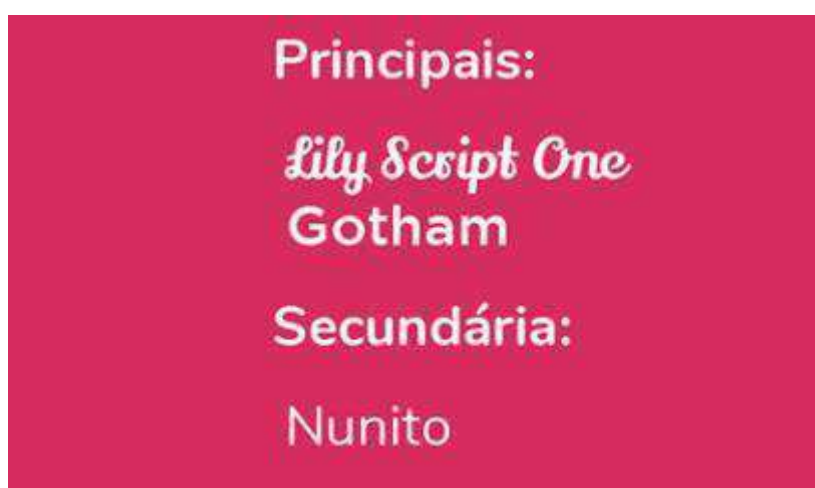 Principais:
Lily Script One
Gotham
Secundária:
Nunito